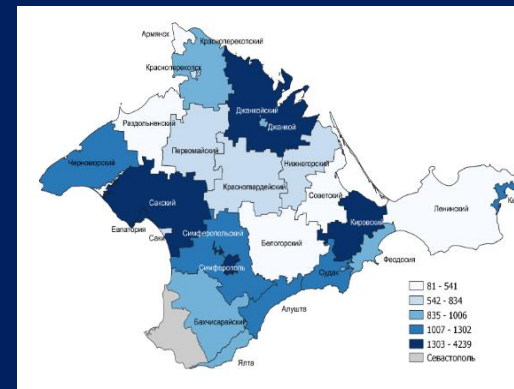 Армянск
Красноперекопский
Красноперекопск
Джанкойский
Джанкой
Раздольненский
Первомайский
Нижнегорский
Черноморский
Красногвардейский
Советский
Сакский
Кировский
Ленинский
Евпатория
Саки
Симферопольский
Белогорский
Симферополь
Судак
Феодосия
Алушта
Бахчисарайский
Ялта
81 - 541
542 - 834
835 - 1006
1007 - 1302
1303 - 4239
Севастополь